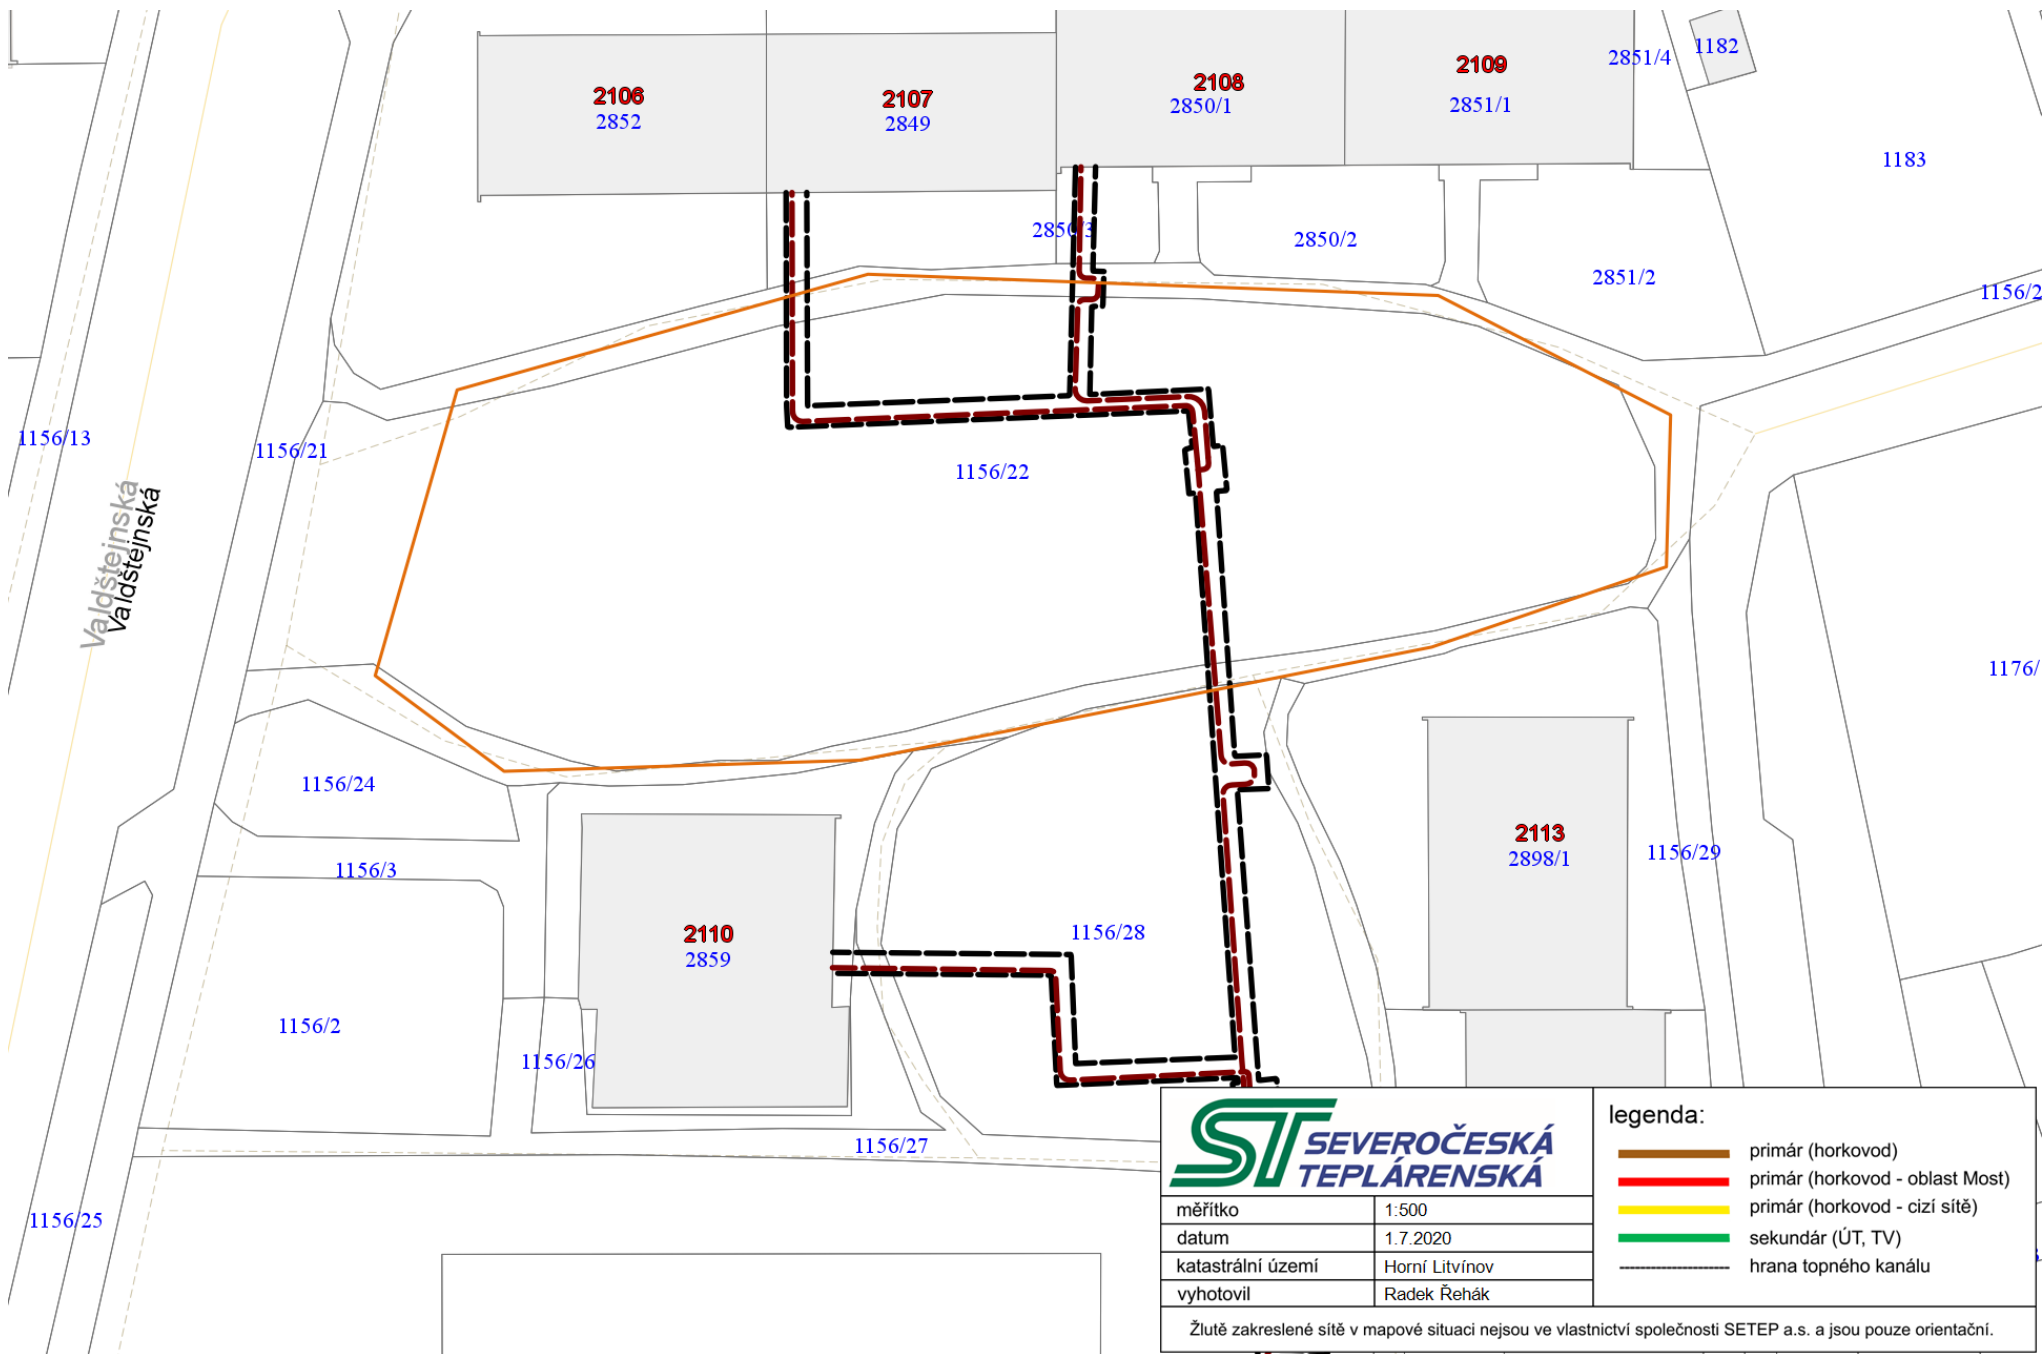 2106
2852
2107
2849
2108
2850/1
2109
2851/1
2851/4
1182
1183
2850/3
2850/2
2851/2
1156/2
1156/13
1156/21
1156/22
Valdštejnská
Valdštejnská
1176/
1156/24
1156/3
2113
2898/1
1156/29
2110
2859
1156/28
1156/2
1156/26
1156/27
1156/25
ST SEVEROČESKÁ
TEPLÁRENSKÁ
měřítko 1:500
datum 1.7.2020
katastrální území Horní Litvínov
vyhotovil Radek Řehák
legenda:
primár (horkovod)
primár (horkovod - oblast Most)
primár (horkovod - cizí sítě)
sekundár (ÚT, TV)
hrana topného kanálu
Žlutě zakreslené sítě v mapové situaci nejsou ve vlastnictví společnosti SETEP a.s. a jsou pouze orientační.